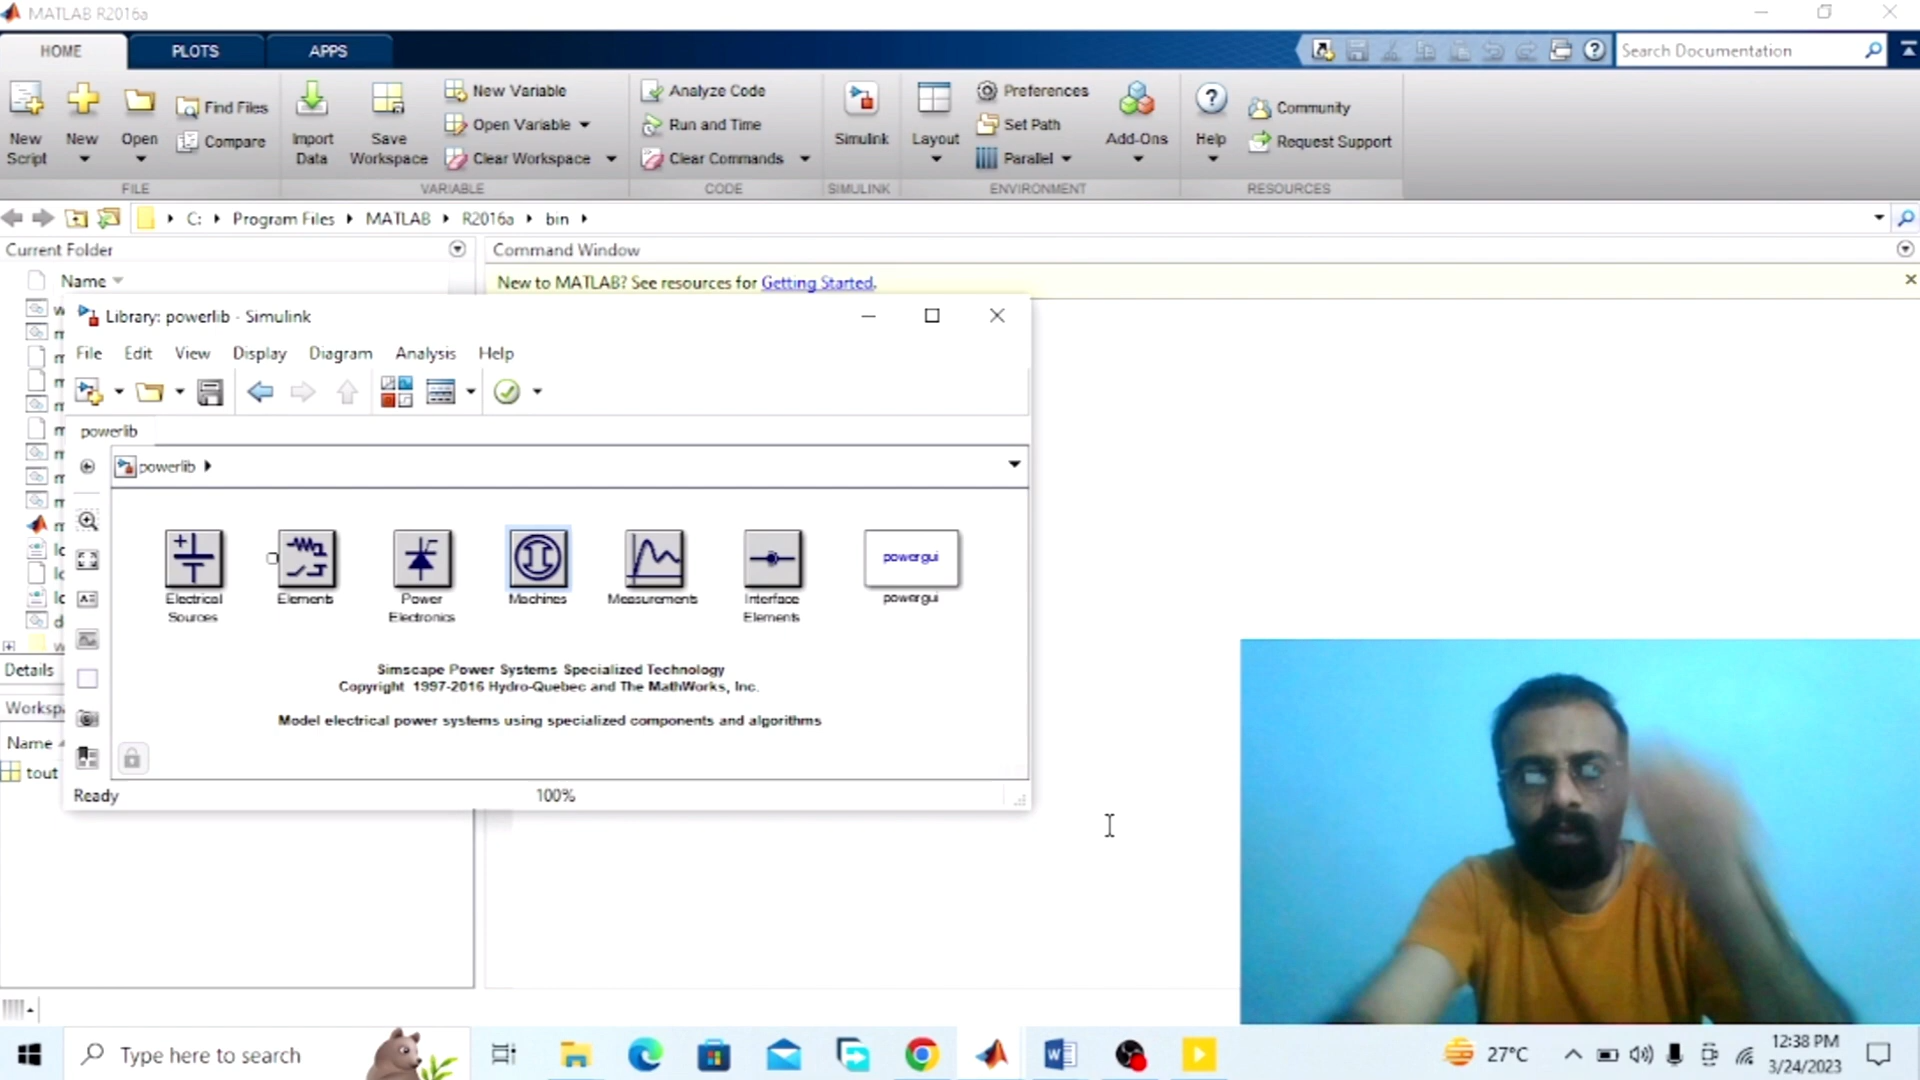 MATLAB R2016a
HOME PLOTS APPS
Search Documentation
New Script
New
Open
Find Files
Compare
Import Data
Save Workspace
New Variable
Open Variable
Clear Workspace
Analyze Code
Run and Time
Clear Commands
Simulink
Layout
Preferences
Set Path
Parallel
Add-Ons
Help
Community
Request Support
FILE VARIABLE CODE SIMULINK ENVIRONMENT RESOURCES
C: Program Files MATLAB R2016a bin
Current Folder
Command Window
Name
New to MATLAB? See resources for Getting Started.
Library: powerlib - Simulink
File Edit View Display Diagram Analysis Help
powerlib
powerlib
Electrical Sources
Elements
Power Electronics
Machines
Measurements
Interface Elements
powergui
powergui
Simscape Power Systems Specialized Technology
Copyright 1997-2016 Hydro-Quebec and The MathWorks, Inc.
Model electrical power systems using specialized components and algorithms
Ready
100%
Details
Name
tout
Type here to search
27°C
12:38 PM
3/24/2023